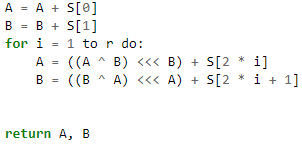 A = A + S[0]
B = B + S[1]
for i = 1 to r do:
    A = ((A ^ B) <<< B) + S[2 * i]
    B = ((B ^ A) <<< A) + S[2 * i + 1]
return A, B